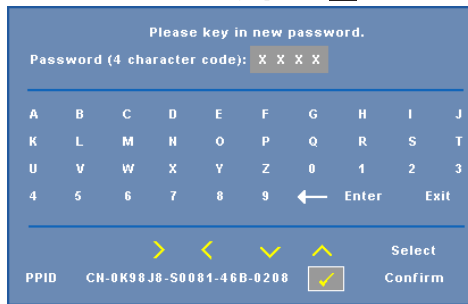 Please key in new password.
Password (4 character code): X X X X
A B C D E F G H I J
K L M N O P Q R S T
U V W X Y Z 0 1 2 3
4 5 6 7 8 9 Enter Exit
Select
PPID CN-0K98J8-S0081-46B-0208 Confirm